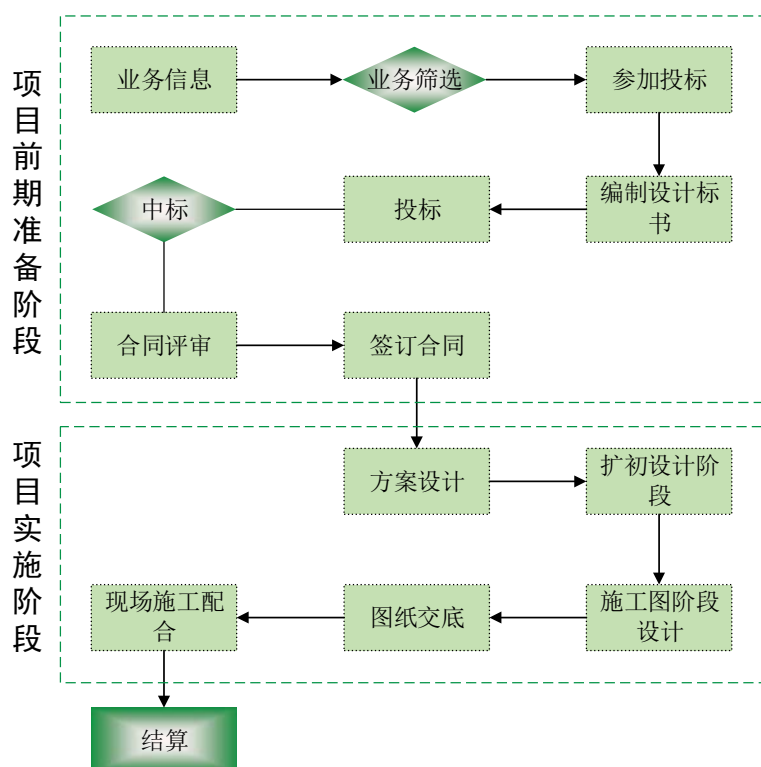 项目前期准备阶段
业务信息
业务筛选
参加投标
编制设计标
书
投标
中标
合同评审
签订合同
项目实施阶段
方案设计
扩初设计阶
段
施工图阶段
设计
图纸交底
现场施工配
合
结算